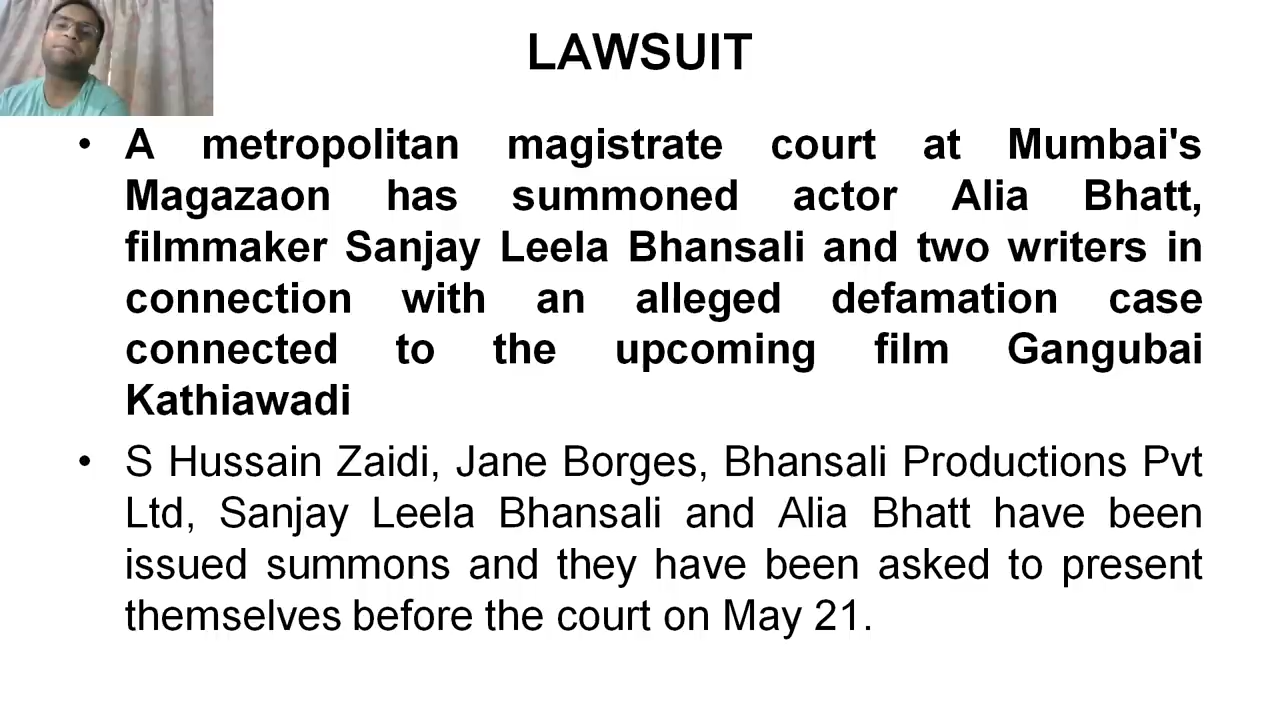 LAWSUIT
• A metropolitan magistrate court at Mumbai's
Magazaon has summoned actor Alia Bhatt,
filmmaker Sanjay Leela Bhansali and two writers in
connection with an alleged defamation case
connected to the upcoming film Gangubai
Kathiawadi
• S Hussain Zaidi, Jane Borges, Bhansali Productions Pvt
Ltd, Sanjay Leela Bhansali and Alia Bhatt have been
issued summons and they have been asked to present
themselves before the court on May 21.